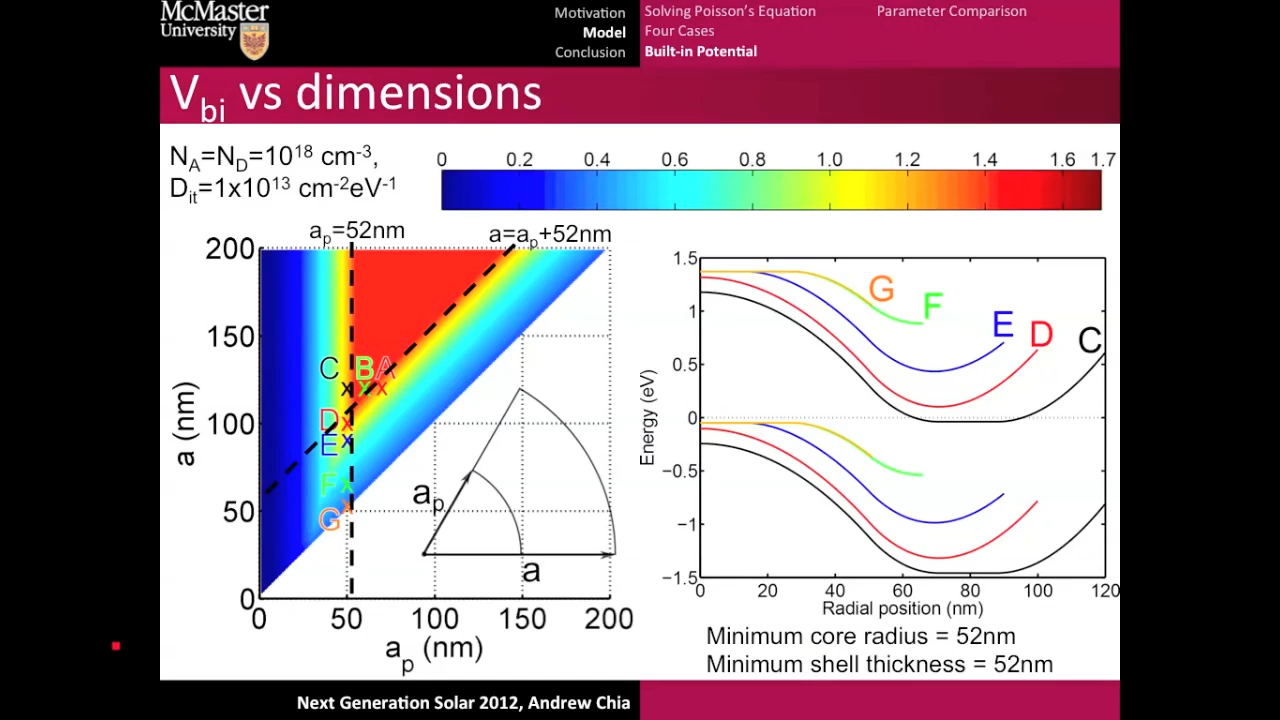 McMaster
University
Motivation
Model
Conclusion
Solving Poisson's Equation
Four Cases
Built-in Potential
Parameter Comparison
V_bi vs dimensions
N_A=N_D=10^18 cm^-3,
D_it=1x10^13 cm^-2eV^-1
0 0.2 0.4 0.6 0.8 1.0 1.2 1.4 1.6 1.7
a_p=52nm
a=a_p+52nm
200
150
100
50
0
a (nm)
C B A
D
E
F
G
a_p
a
0 50 100 150 200
a_p (nm)
1.5
1
0.5
0
−0.5
−1
−1.5
Energy (eV)
G F E D C
0 20 40 60 80 100 120
Radial position (nm)
Minimum core radius = 52nm
Minimum shell thickness = 52nm
Next Generation Solar 2012, Andrew Chia